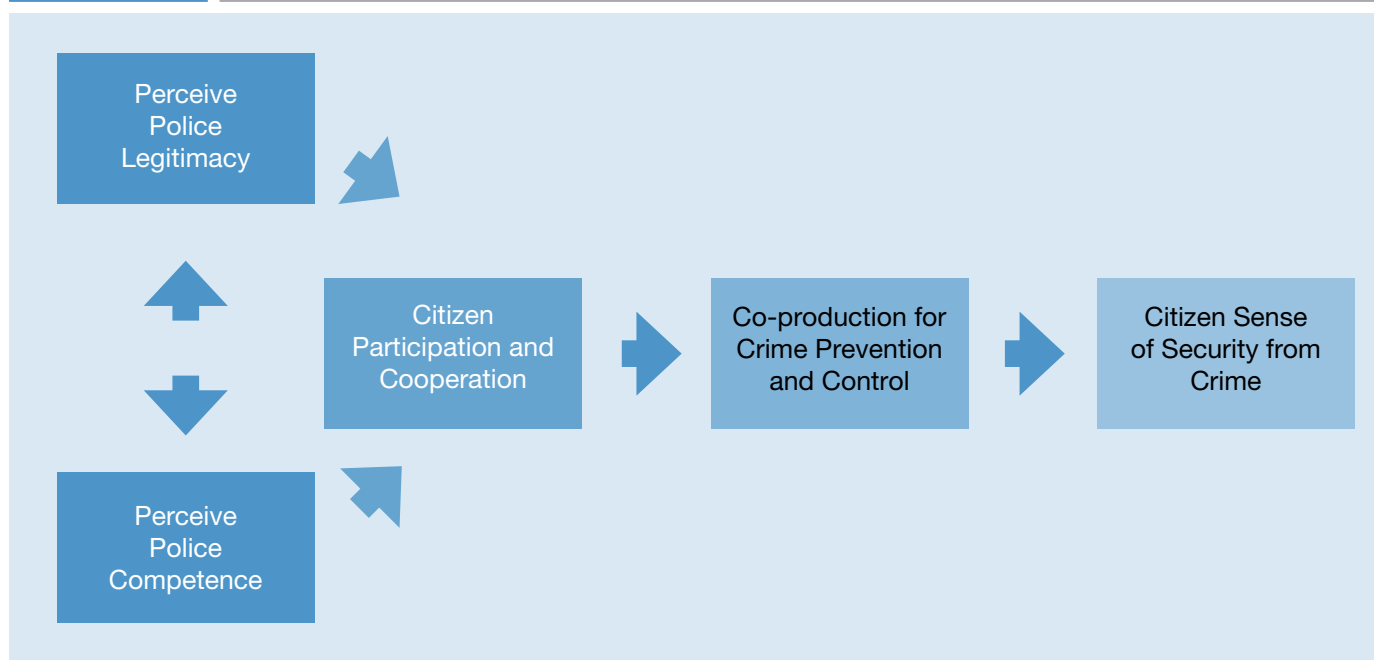 Perceive
Police
Legitimacy
Citizen
Participation and
Cooperation
Co-production for
Crime Prevention
and Control
Citizen Sense
of Security from
Crime
Perceive
Police
Competence